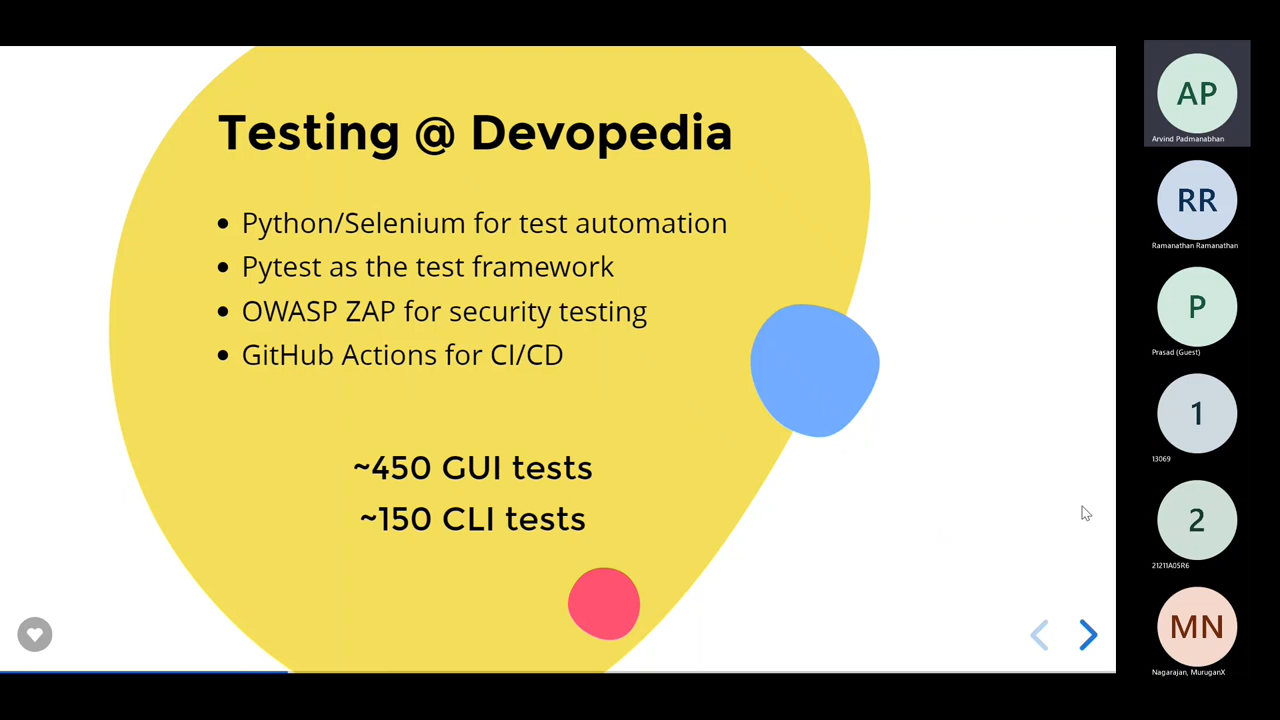 Testing @ Devopedia
Python/Selenium for test automation
Pytest as the test framework
OWASP ZAP for security testing
GitHub Actions for CI/CD
~450 GUI tests
~150 CLI tests
AP
Arvind Padmanabhan
RR
Ramanathan Ramanathan
P
Prasad (Guest)
1
13069
2
21211A05R6
MN
Nagarajan, MuruganX